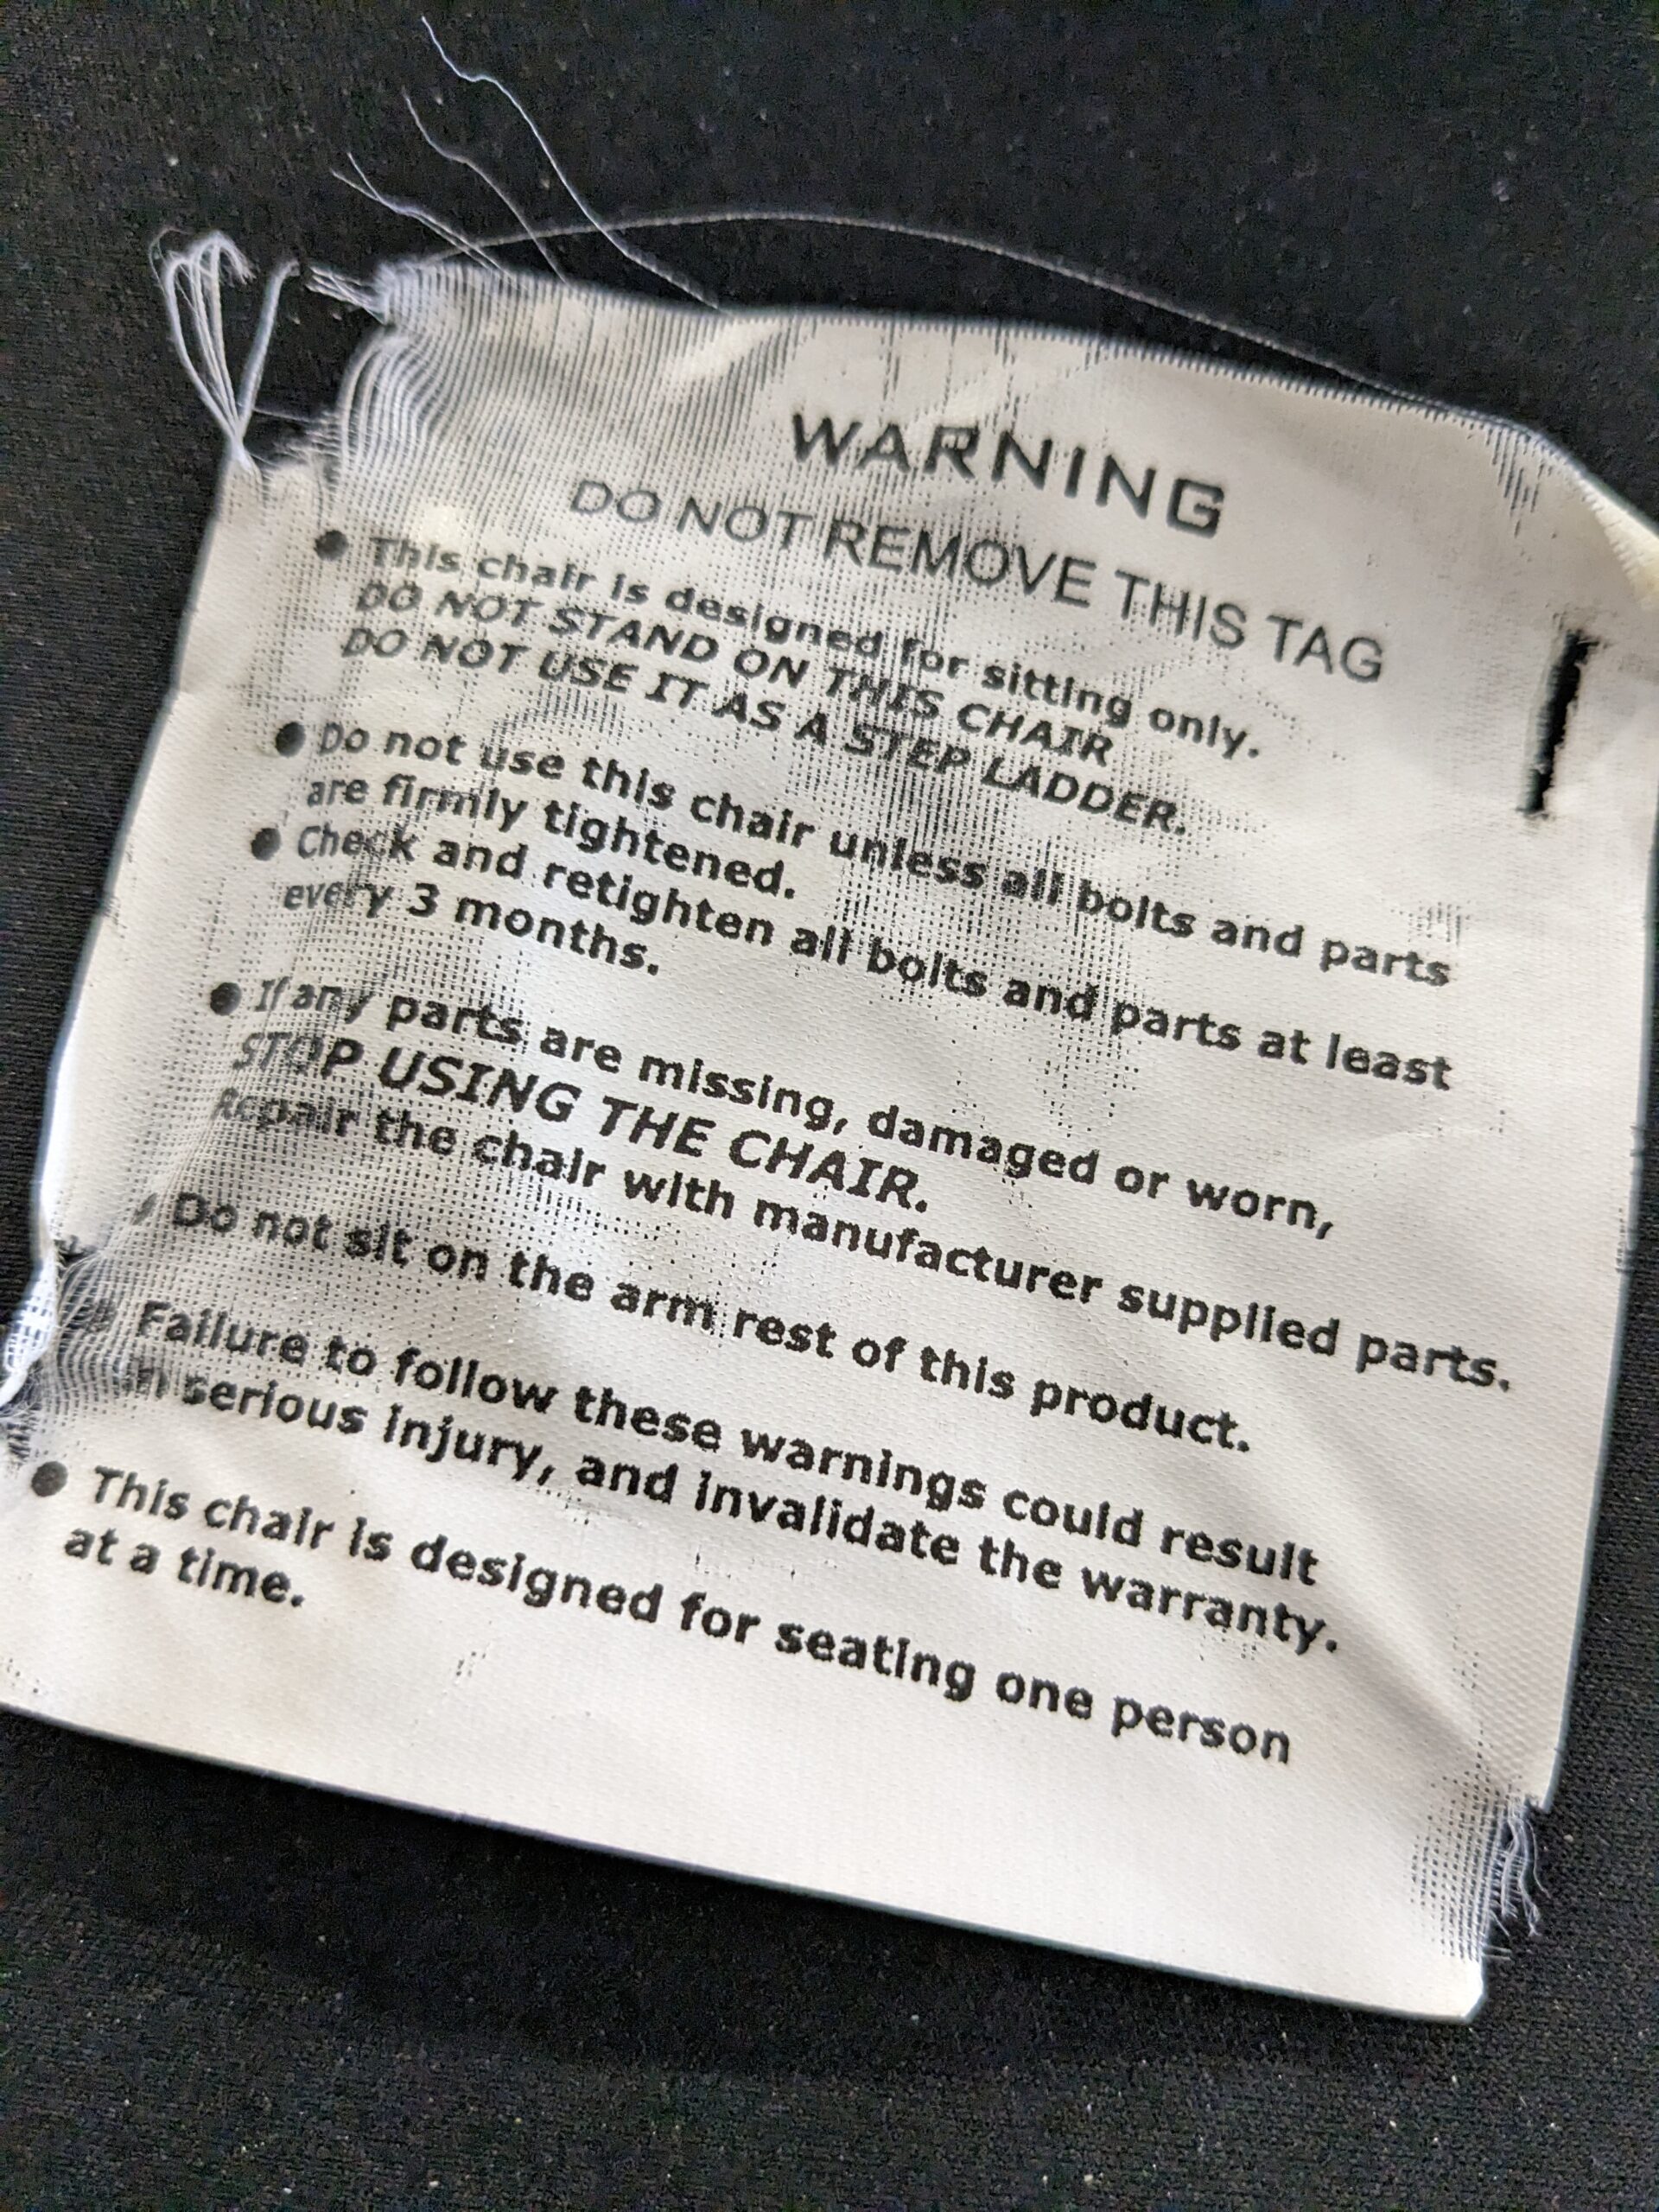 WARNING
DO NOT REMOVE THIS TAG
● This chair is designed for sitting only.
DO NOT STAND ON THIS CHAIR
DO NOT USE IT AS A STEP LADDER.
● Do not use this chair unless all bolts and parts
are firmly tightened.
● Check and retighten all bolts and parts at least
every 3 months.
● If any parts are missing, damaged or worn,
STOP USING THE CHAIR.
Repair the chair with manufacturer supplied parts.
● Do not sit on the arm rest of this product.
● Failure to follow these warnings could result
in serious injury, and invalidate the warranty.
● This chair is designed for seating one person
at a time.